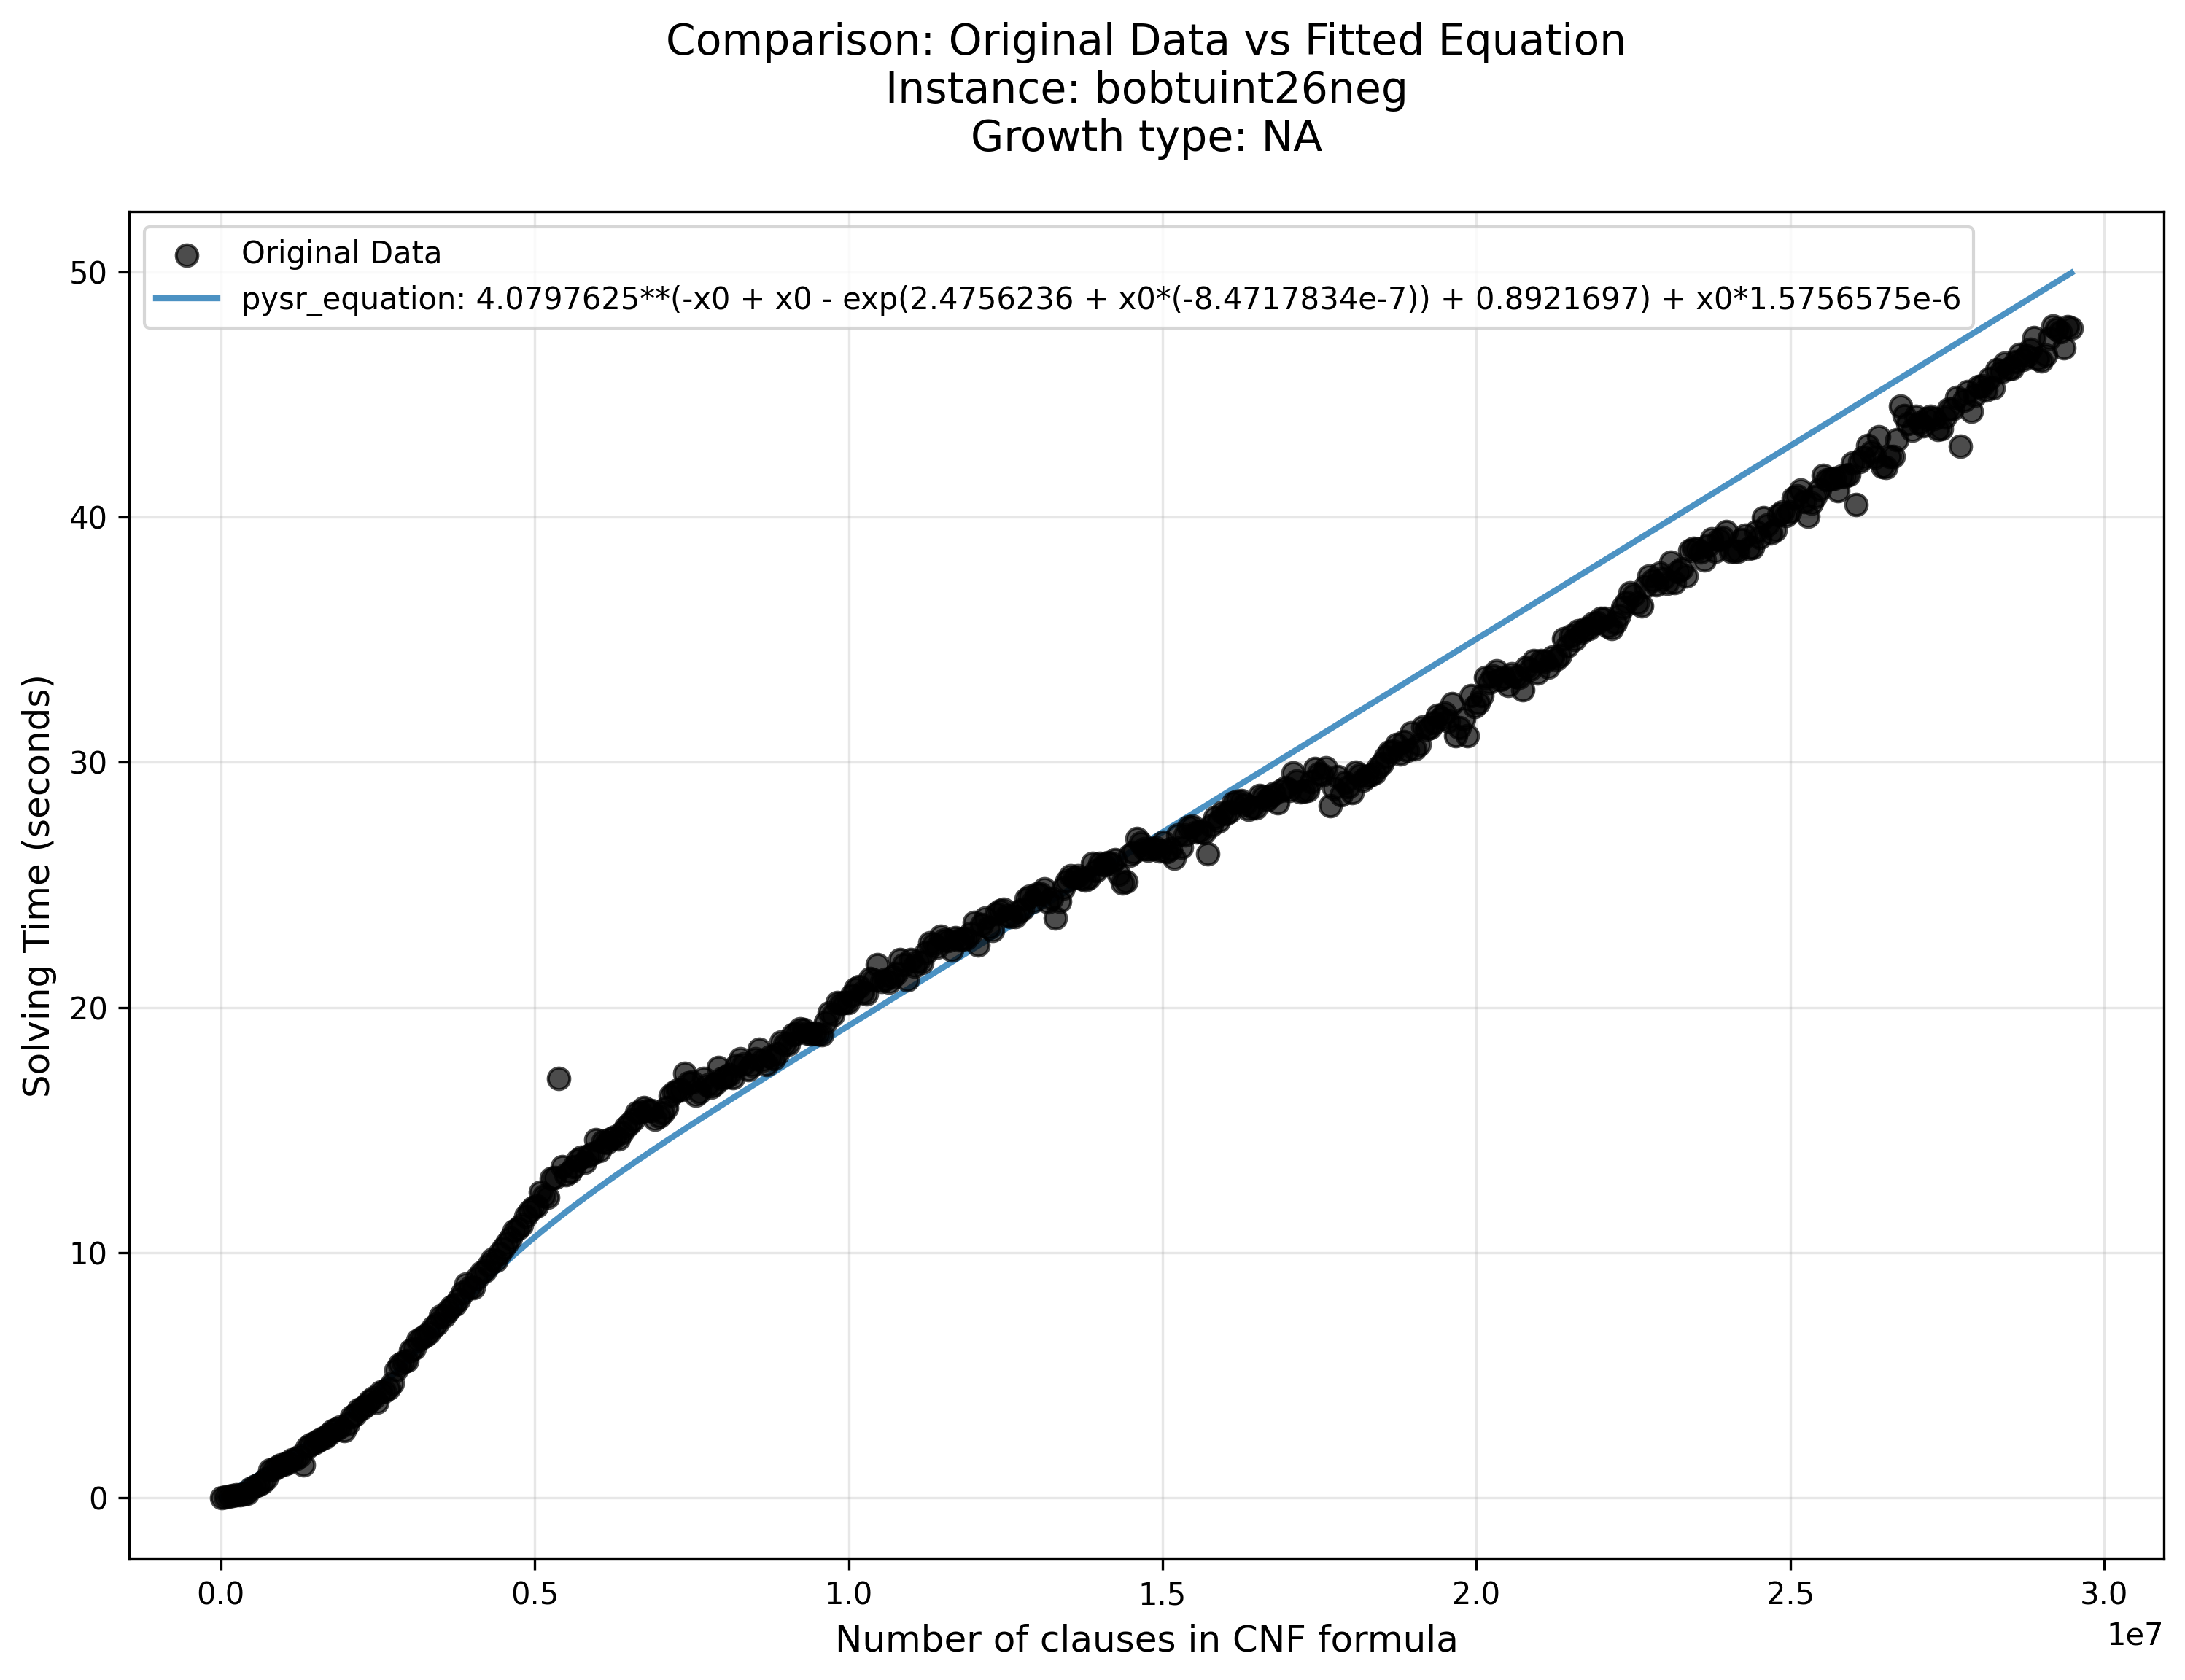 Comparison: Original Data vs Fitted Equation
Instance: bobtuint26neg
Growth type: NA
Original Data
pysr_equation: 4.0797625**(-x0 + x0 - exp(2.4756236 + x0*(-8.4717834e-7)) + 0.8921697) + x0*1.5756575e-6
50
40
30
20
10
0
Solving Time (seconds)
0.0 0.5 1.0 1.5 2.0 2.5 3.0
1e7
Number of clauses in CNF formula